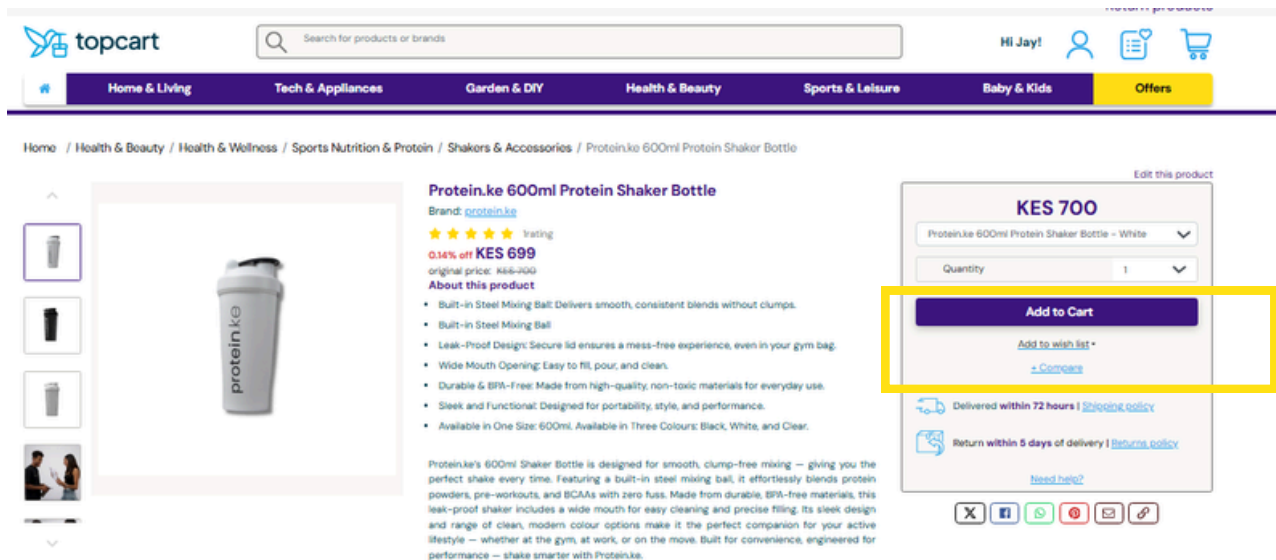 Return products
topcart
Search for products or brands
Hi Jay!
Home & Living
Tech & Appliances
Garden & DIY
Health & Beauty
Sports & Leisure
Baby & Kids
Offers
Home / Health & Beauty / Health & Wellness / Sports Nutrition & Protein / Shakers & Accessories / Protein.ke 600ml Protein Shaker Bottle
protein.ke
Protein.ke 600ml Protein Shaker Bottle
Brand: protein.ke
1rating
0.14% off KES 699
original price: KES 700
About this product
• Built-in Steel Mixing Ball: Delivers smooth, consistent blends without clumps.
• Built-in Steel Mixing Ball
• Leak-Proof Design: Secure lid ensures a mess-free experience, even in your gym bag.
• Wide Mouth Opening: Easy to fill, pour, and clean.
• Durable & BPA-Free: Made from high-quality, non-toxic materials for everyday use.
• Sleek and Functional: Designed for portability, style, and performance.
• Available in One Size: 600ml. Available in Three Colours: Black, White, and Clear.
Protein.ke's 600ml Shaker Bottle is designed for smooth, clump-free mixing — giving you the
perfect shake every time. Featuring a built-in steel mixing ball, it effortlessly blends protein
powders, pre-workouts, and BCAAs with zero fuss. Made from durable, BPA-free materials, this
leak-proof shaker includes a wide mouth for easy cleaning and precise filling. Its sleek design
and range of clean, modern colour options make it the perfect companion for your active
lifestyle — whether at the gym, at work, or on the move. Built for convenience, engineered for
performance — shake smarter with Protein.ke.
Edit this product
KES 700
Protein.ke 600ml Protein Shaker Bottle - White
Quantity 1
Add to Cart
Add to wish list
+ Compare
Delivered within 72 hours | Shipping policy
Return within 5 days of delivery | Returns policy
Need help?